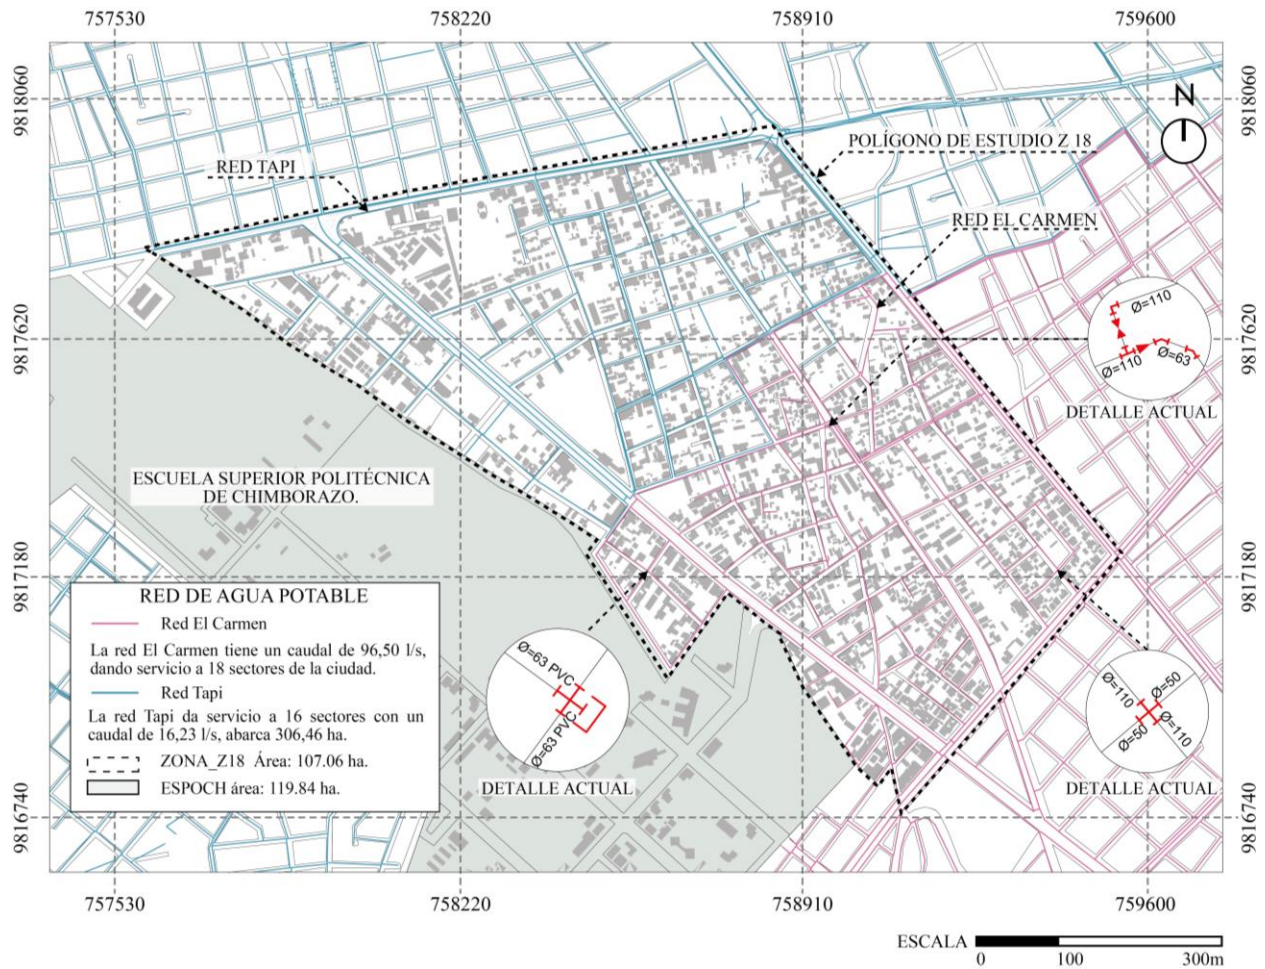 757530
758220
758910
759600
9818060
9818060
N
POLÍGONO DE ESTUDIO Z 18
RED TAPI
RED EL CARMEN
Ø=110
Ø=110
Ø=63
DETALLE ACTUAL
9817620
9817620
ESCUELA SUPERIOR POLITÉCNICA
DE CHIMBORAZO.
9817180
9817180
RED DE AGUA POTABLE
Red El Carmen
La red El Carmen tiene un caudal de 96,50 l/s,
dando servicio a 18 sectores de la ciudad.
Red Tapi
La red Tapi da servicio a 16 sectores con un
caudal de 16,23 l/s, abarca 306,46 ha.
ZONA_Z18 Área: 107.06 ha.
ESPOCH área: 119.84 ha.
Ø=63 PVC
Ø=63 PVC
DETALLE ACTUAL
Ø=110
Ø=50
Ø=50
Ø=110
DETALLE ACTUAL
9816740
9816740
757530
758220
758910
759600
ESCALA
0
100
300m